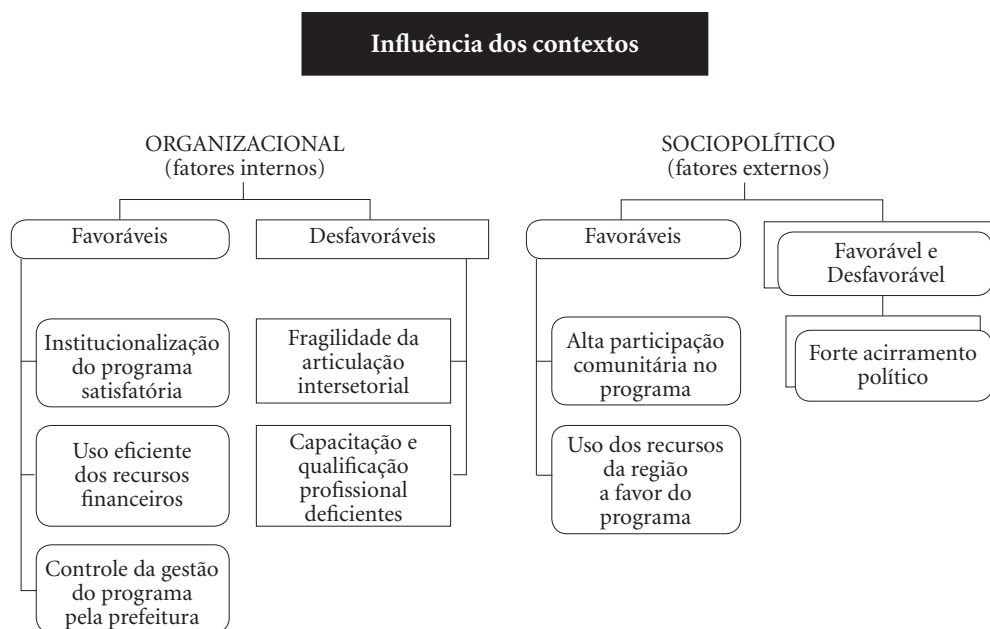 Influência dos contextos
ORGANIZACIONAL
(fatores internos)
Favoráveis
Desfavoráveis
Institucionalização
do programa
satisfatória
Uso eficiente
dos recursos
financeiros
Controle da gestão
do programa
pela prefeitura
Fragilidade da
articulação
intersetorial
Capacitação e
qualificação
profissional
deficientes
SOCIOPOLÍTICO
(fatores externos)
Favoráveis
Favorável e
Desfavorável
Alta participação
comunitária no
programa
Uso dos recursos
da região
a favor do
programa
Forte acirramento
político